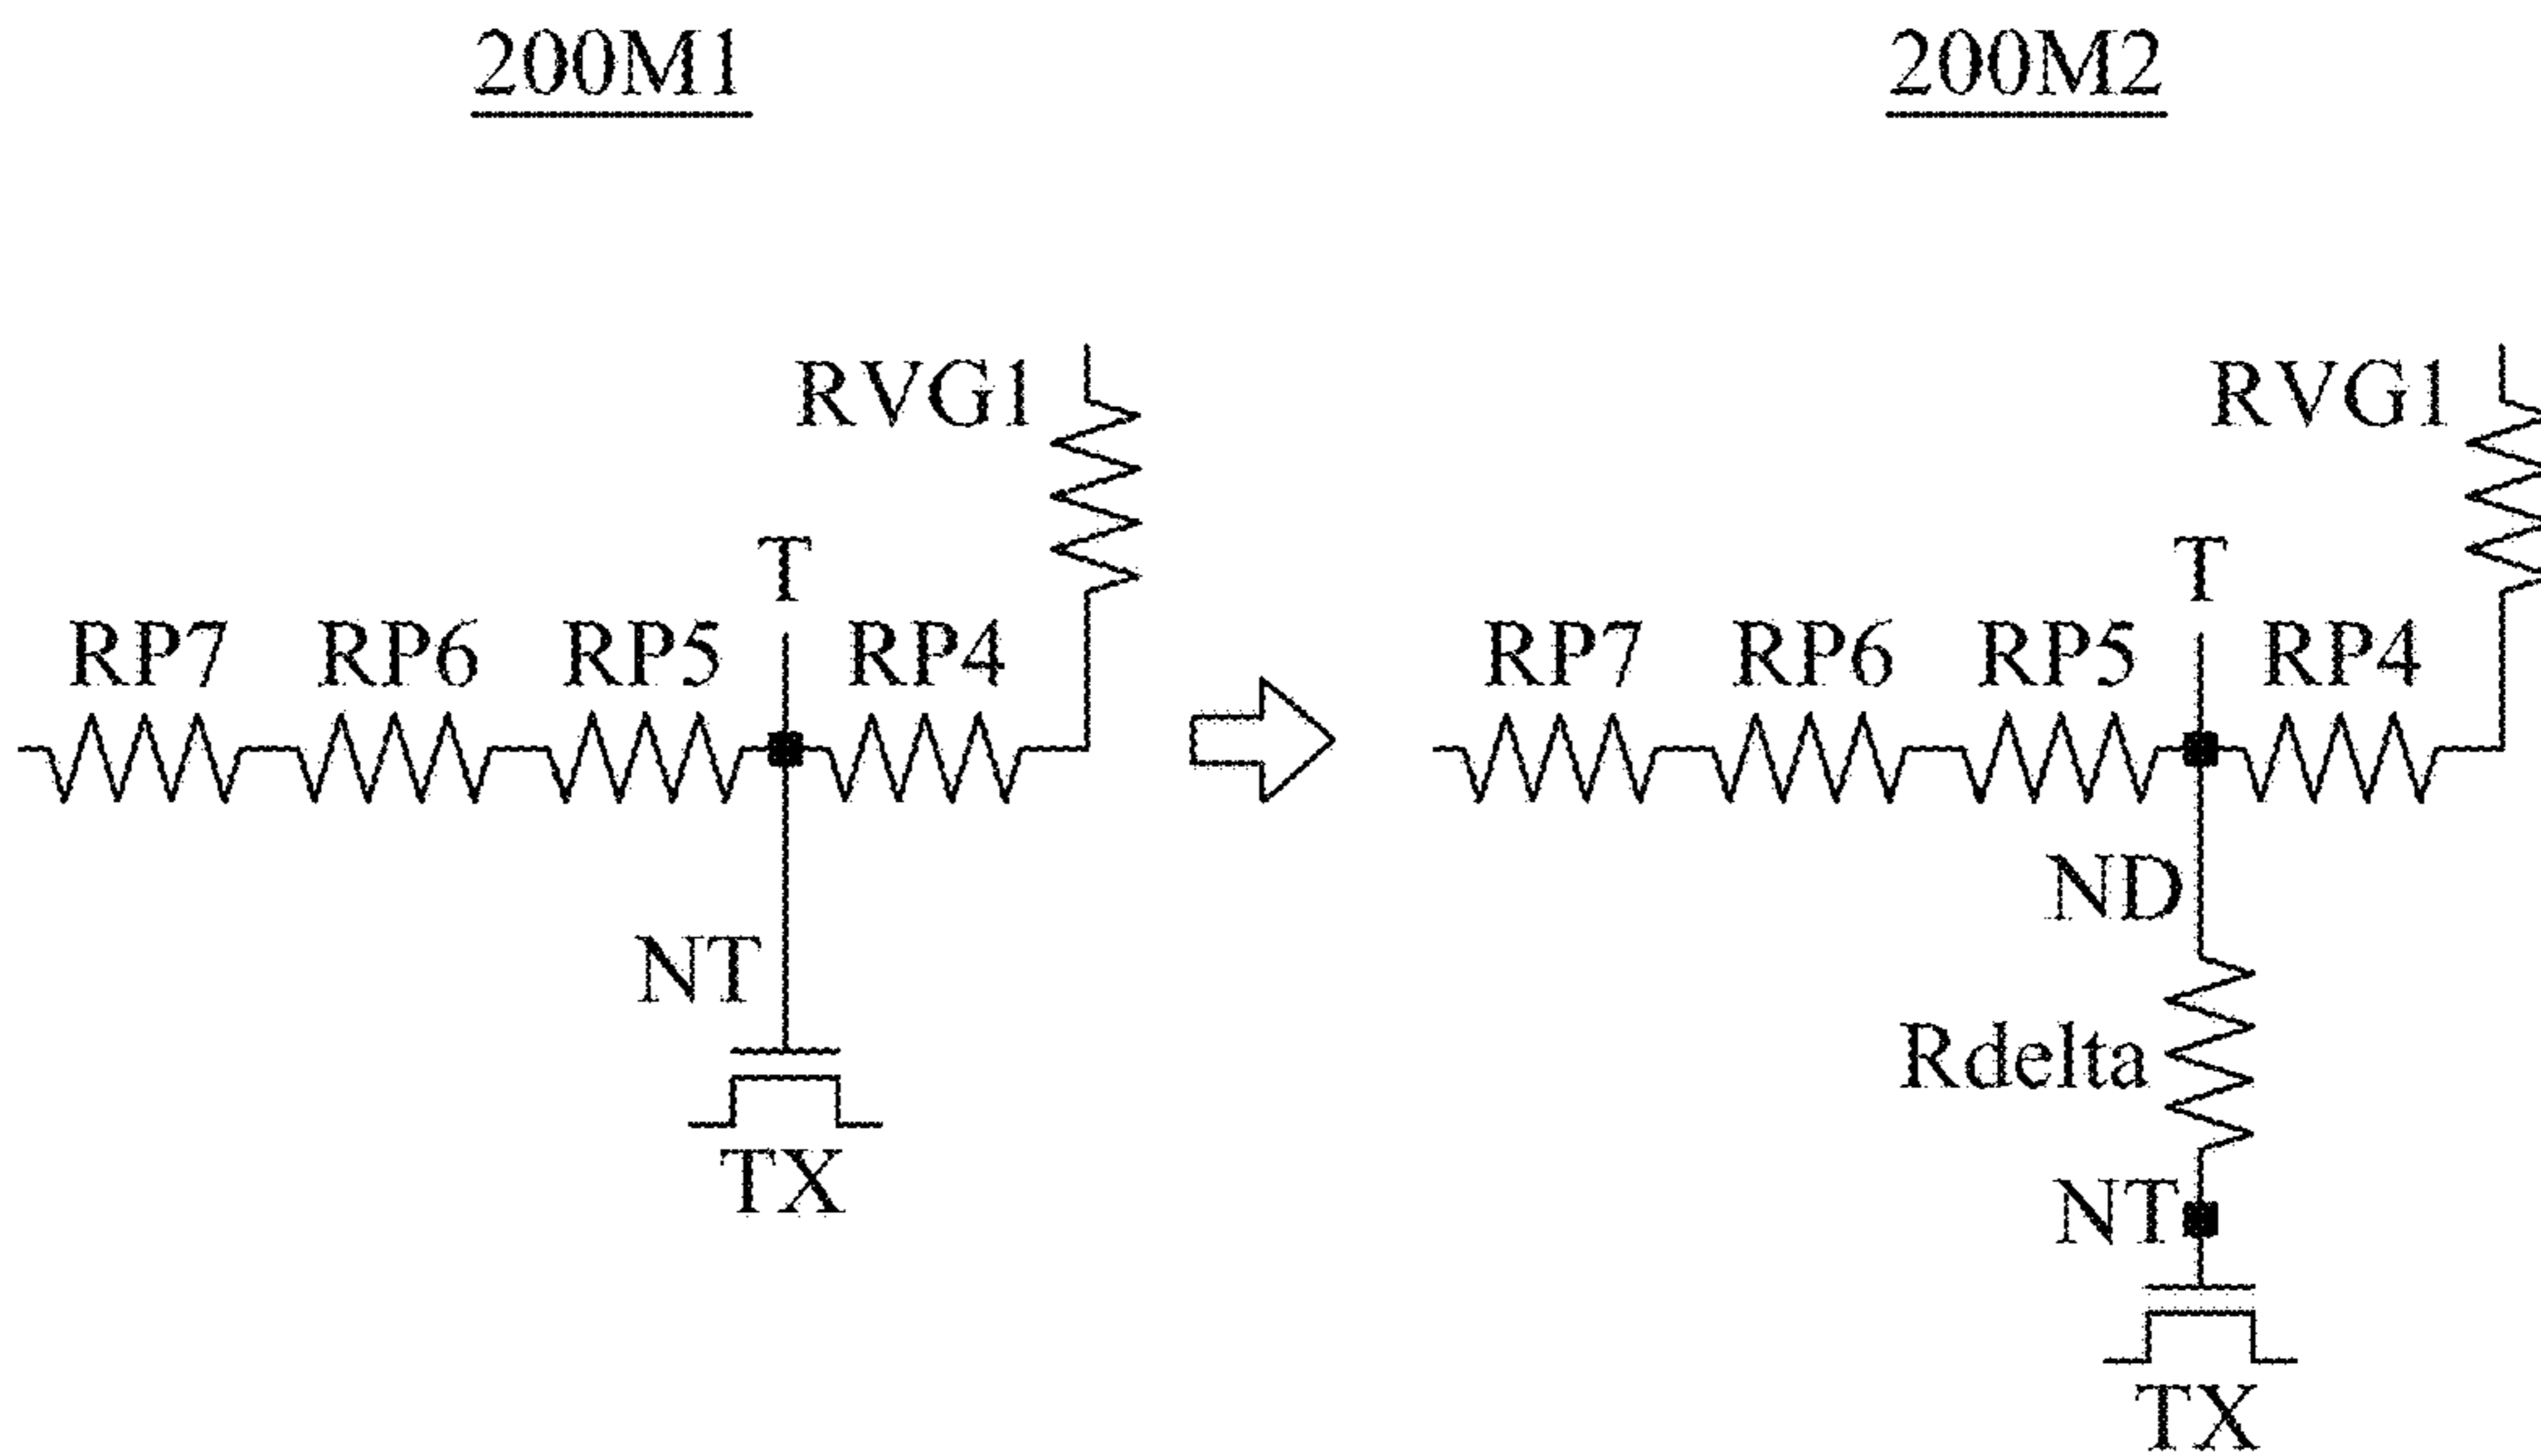 200M1 200M2
RVG1 RVG1
T T
RP7 RP6 RP5 RP4 RP7 RP6 RP5 RP4
ND
NT
Rdelta
TX
NT
TX